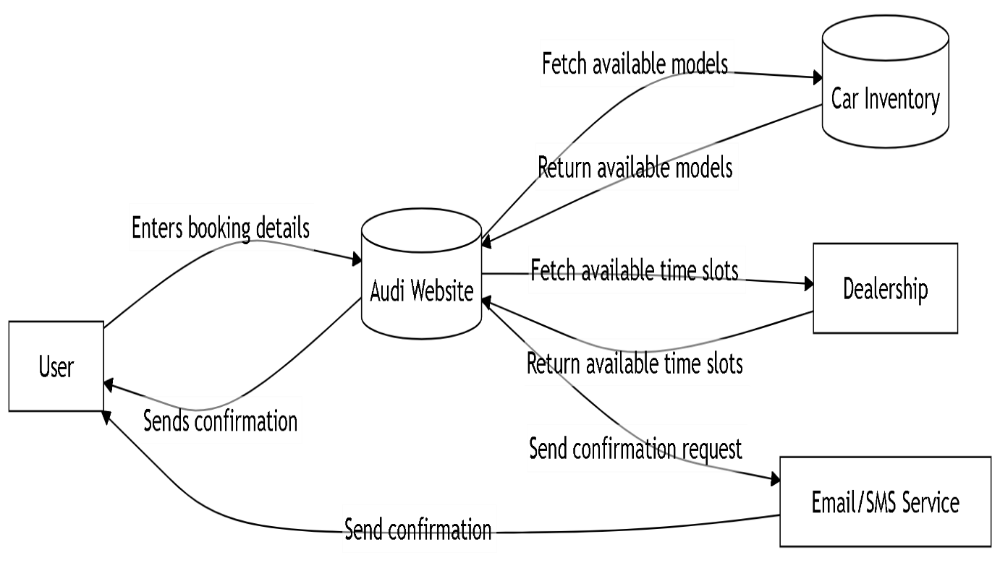 Fetch available models
Car Inventory
Return available models
Enters booking details
Fetch available time slots
Audi Website
Dealership
Return available time slots
User
Sends confirmation
Send confirmation request
Email/SMS Service
Send confirmation